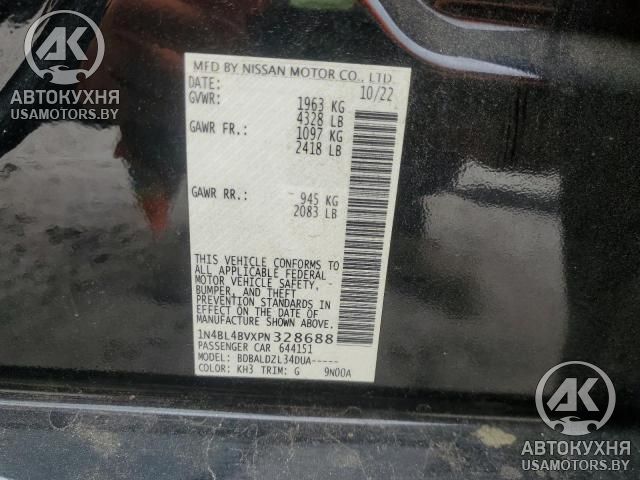 AK
АВТОКУХНЯ
USAMOTORS.BY
MFD BY NISSAN MOTOR CO., LTD.
DATE: 10/22
GVWR: 1963 KG
4328 LB
GAWR FR.: 1097 KG
2418 LB
GAWR RR.: 945 KG
2083 LB
THIS VEHICLE CONFORMS TO
ALL APPLICABLE FEDERAL
MOTOR VEHICLE SAFETY,
BUMPER, AND THEFT
PREVENTION STANDARDS IN
EFFECT ON THE DATE OF
MANUFACTURE SHOWN ABOVE.
1N4BL4BVXPN328688
PASSENGER CAR 644151
MODEL: BDBALDZL34DUA-----
COLOR: KH3 TRIM: G 9N00A
AK
АВТОКУХНЯ
USAMOTORS.BY